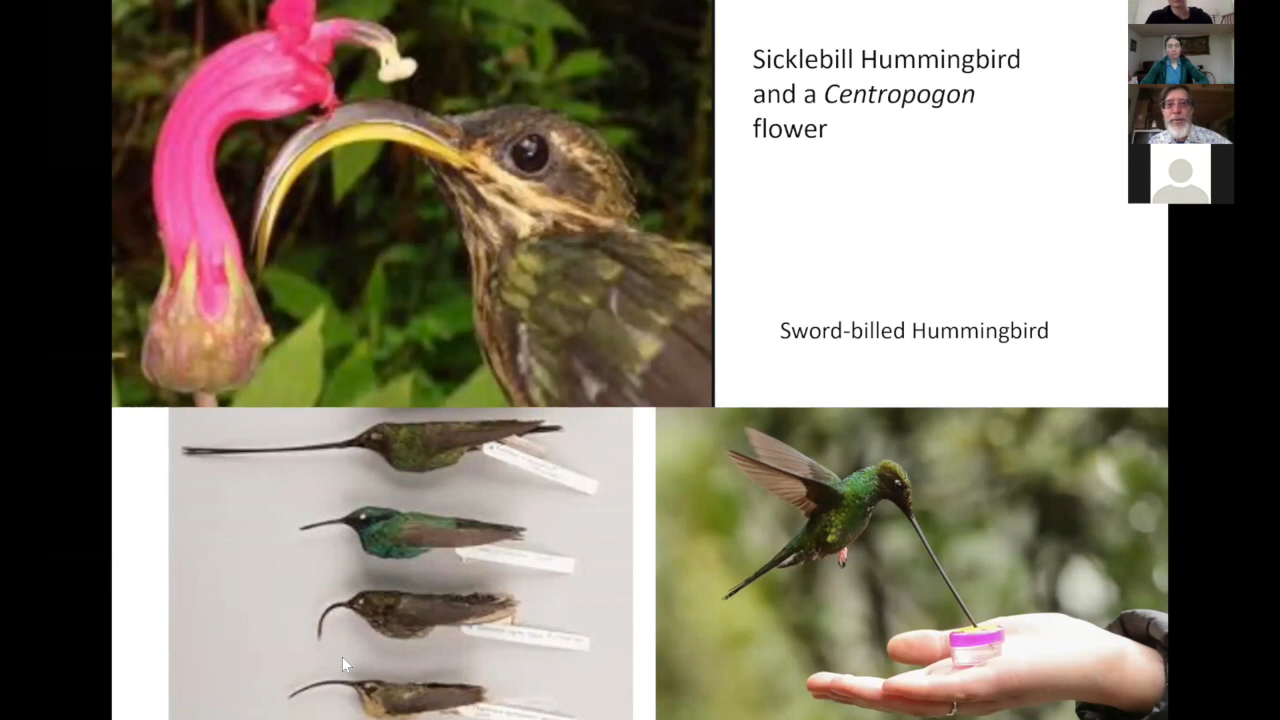 Sicklebill Hummingbird
and a Centropogon
flower
Sword-billed Hummingbird